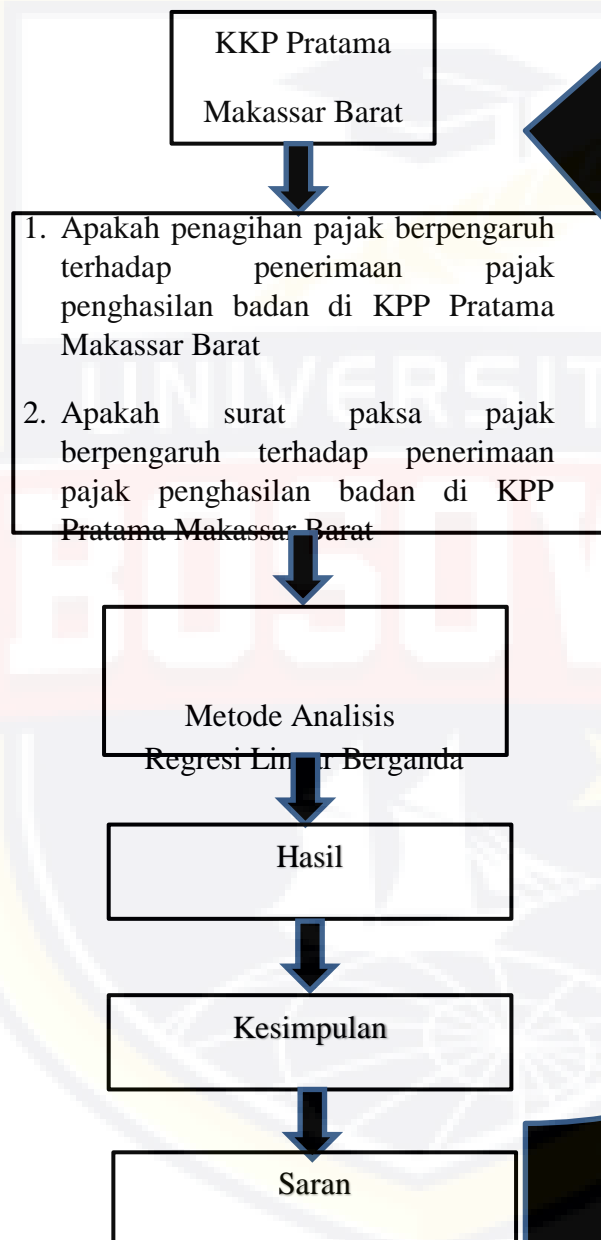 KKP Pratama
Makassar Barat
1. Apakah penagihan pajak berpengaruh
terhadap penerimaan pajak
penghasilan badan di KPP Pratama
Makassar Barat
UNIVERSIT
2. Apakah surat paksa pajak
berpengaruh terhadap penerimaan
pajak penghasilan badan di KPP
Pratama Makassar Barat
BOSOW
Metode Analisis
Regresi Linear Berganda
Hasil
Kesimpulan
Saran